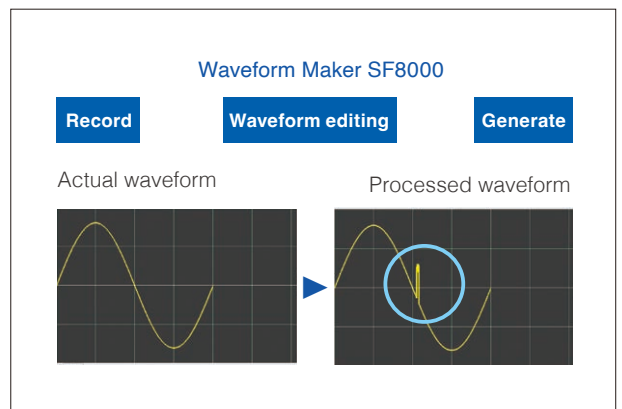 Waveform Maker SF8000
Record
Waveform editing
Generate
Actual waveform
Processed waveform